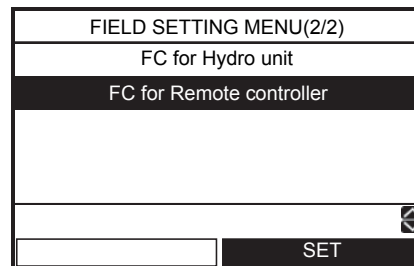 FIELD SETTING MENU(2/2)
FC for Hydro unit
FC for Remote controller
SET